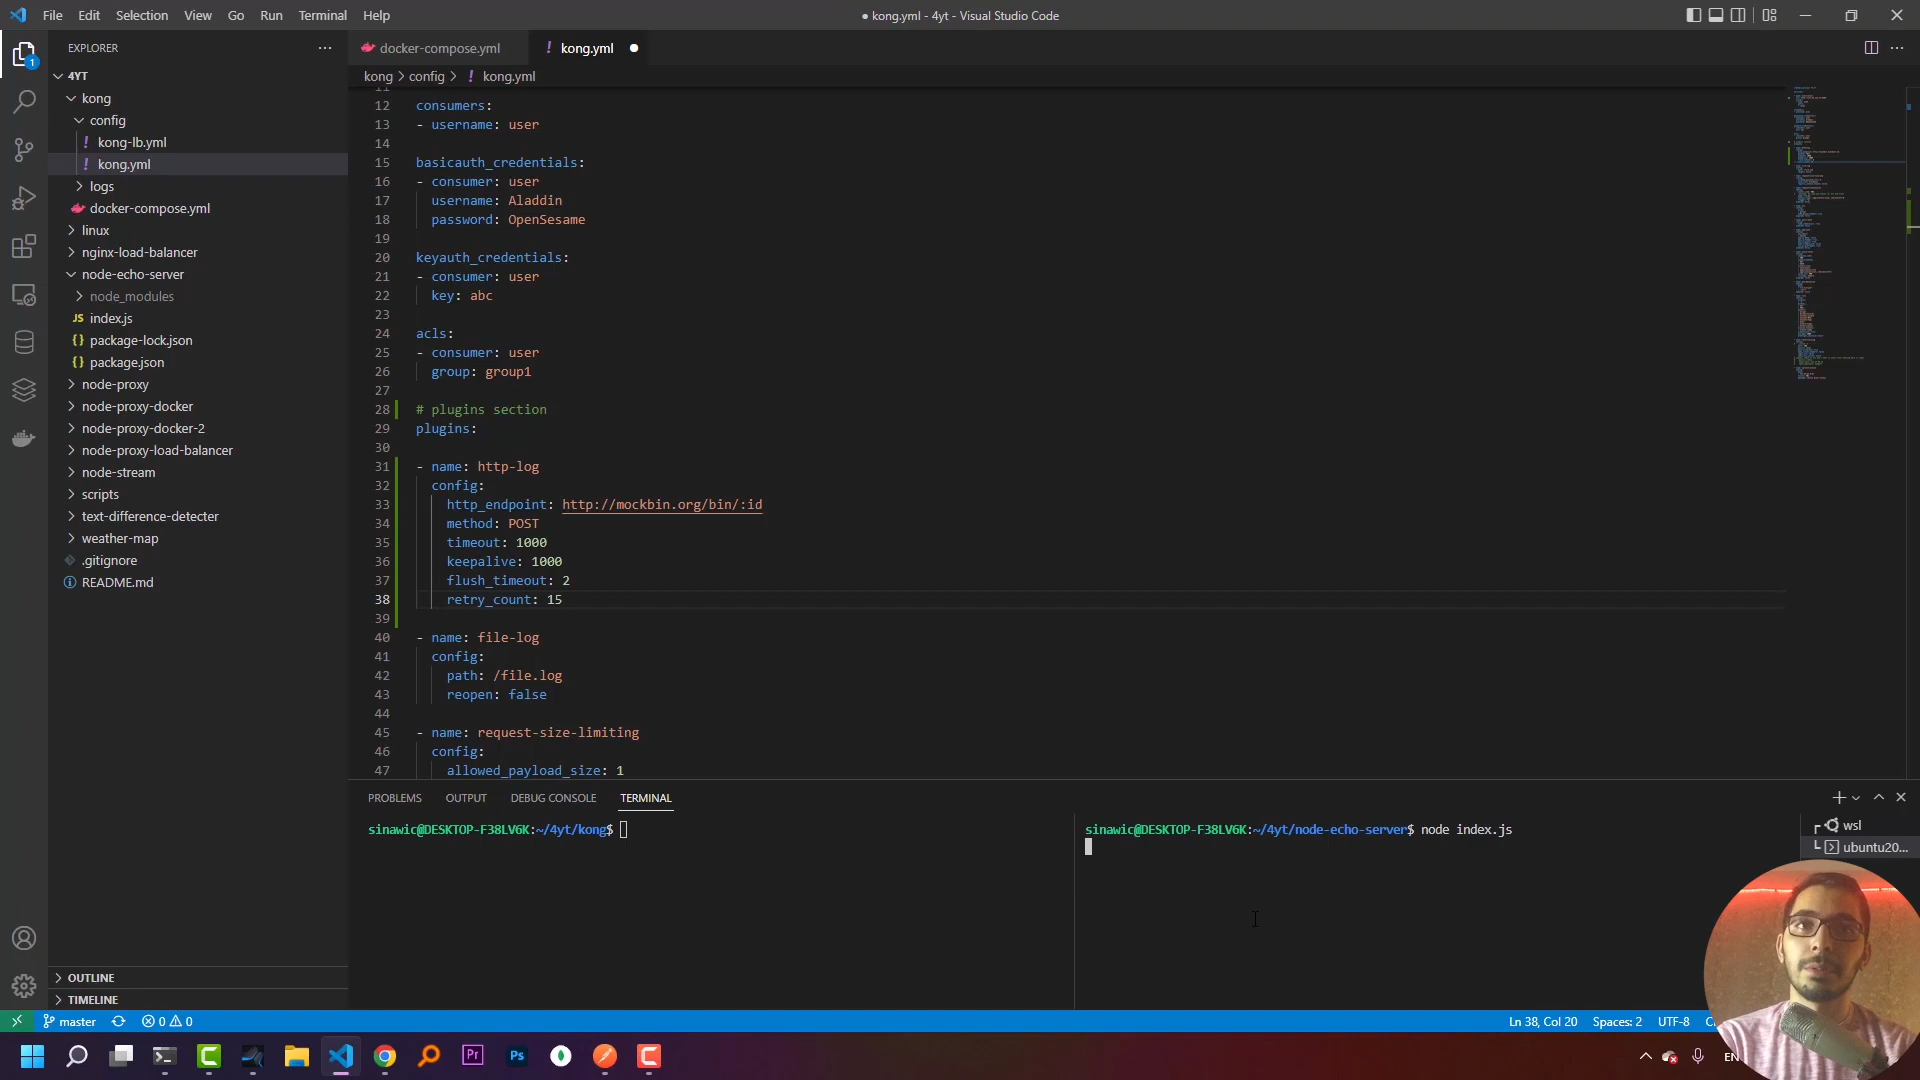 File Edit Selection View Go Run Terminal Help
● kong.yml - 4yt - Visual Studio Code
EXPLORER
docker-compose.yml
! kong.yml
kong > config > ! kong.yml
1
4YT
kong
config
! kong-lb.yml
! kong.yml
logs
docker-compose.yml
linux
nginx-load-balancer
node-echo-server
node_modules
JS index.js
{} package-lock.json
{} package.json
node-proxy
node-proxy-docker
node-proxy-docker-2
node-proxy-load-balancer
node-stream
scripts
text-difference-detecter
weather-map
.gitignore
README.md
OUTLINE
TIMELINE
11
12 consumers:
13 - username: user
14
15 basicauth_credentials:
16 - consumer: user
17 username: Aladdin
18 password: OpenSesame
19
20 keyauth_credentials:
21 - consumer: user
22 key: abc
23
24 acls:
25 - consumer: user
26 group: group1
27
28 # plugins section
29 plugins:
30
31 - name: http-log
32 config:
33 http_endpoint: http://mockbin.org/bin/:id
34 method: POST
35 timeout: 1000
36 keepalive: 1000
37 flush_timeout: 2
38 retry_count: 15
39
40 - name: file-log
41 config:
42 path: /file.log
43 reopen: false
44
45 - name: request-size-limiting
46 config:
47 allowed_payload_size: 1
PROBLEMS OUTPUT DEBUG CONSOLE TERMINAL
sinawic@DESKTOP-F38LV6K:~/4yt/kong$
sinawic@DESKTOP-F38LV6K:~/4yt/node-echo-server$ node index.js
wsl
ubuntu20...
master 0 0
Ln 38, Col 20 Spaces: 2 UTF-8
Pr Ps
EN